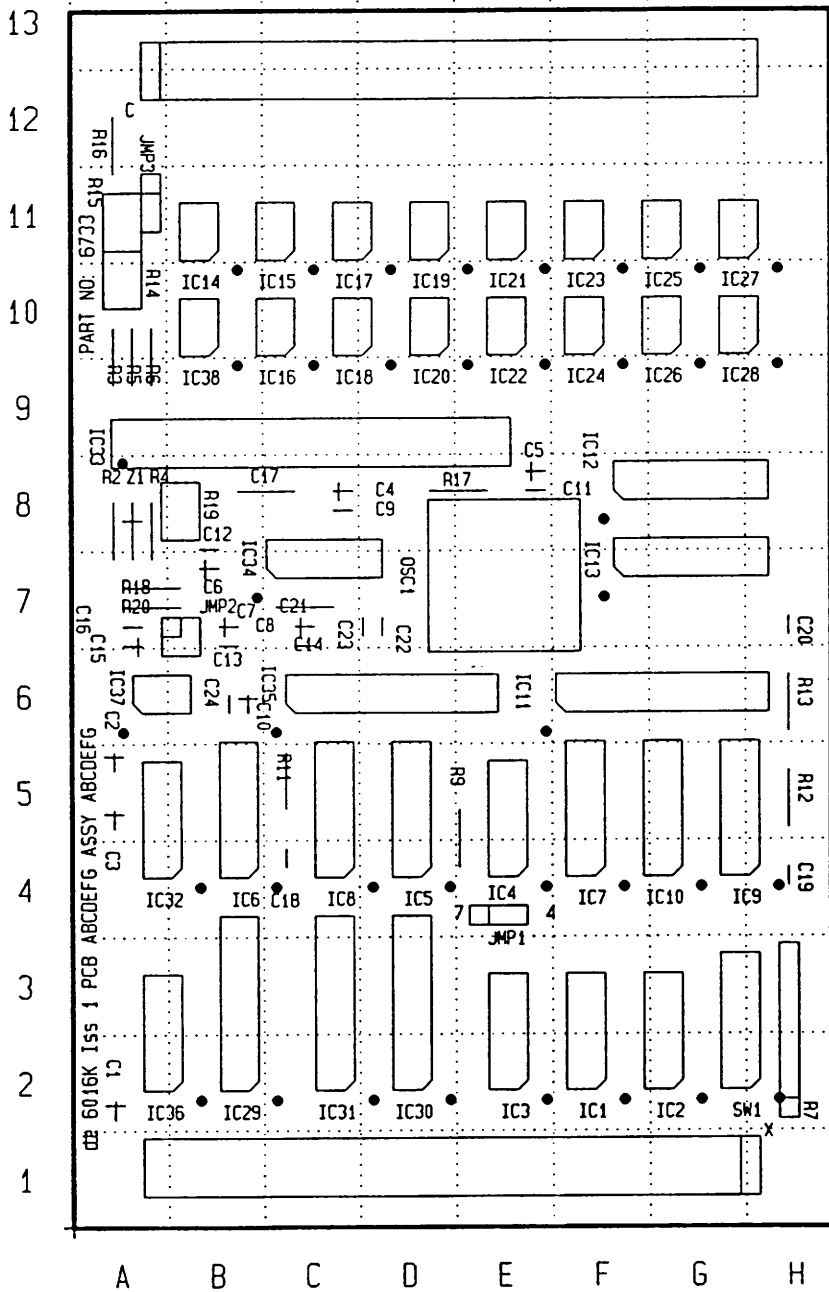 13
12
C
R16
JMP3
R15
11
PART NO: 6733
IC14 IC15 IC17 IC19 IC21 IC23 IC25 IC27
R14
10
IC38 IC16 IC18 IC20 IC22 IC24 IC26 IC28
R3 R5 R6
9
IC33
IC12
C5
R2 Z1 R4
C17
R17
8
R19
C4
C11
C9
C12
IC34
OSC1
IC13
7
R18
C6
R20
JMP2
C7
C21
C16
C8
C15
C13
C14
C23
C22
C20
6
IC37
C2
C24
C10
IC35
IC11
R13
5
R11
R9
R12
C3
4
IC32 IC6 C18 IC8 IC5 IC4 IC7 IC10 IC9
C19
7 4
JMP1
3
6016K Iss 1 PCB ABCDEFG ASSY ABCDEFG
2
C1
IC36 IC29 IC31 IC30 IC3 IC1 IC2 SW1
R7
X
1
A B C D E F G H